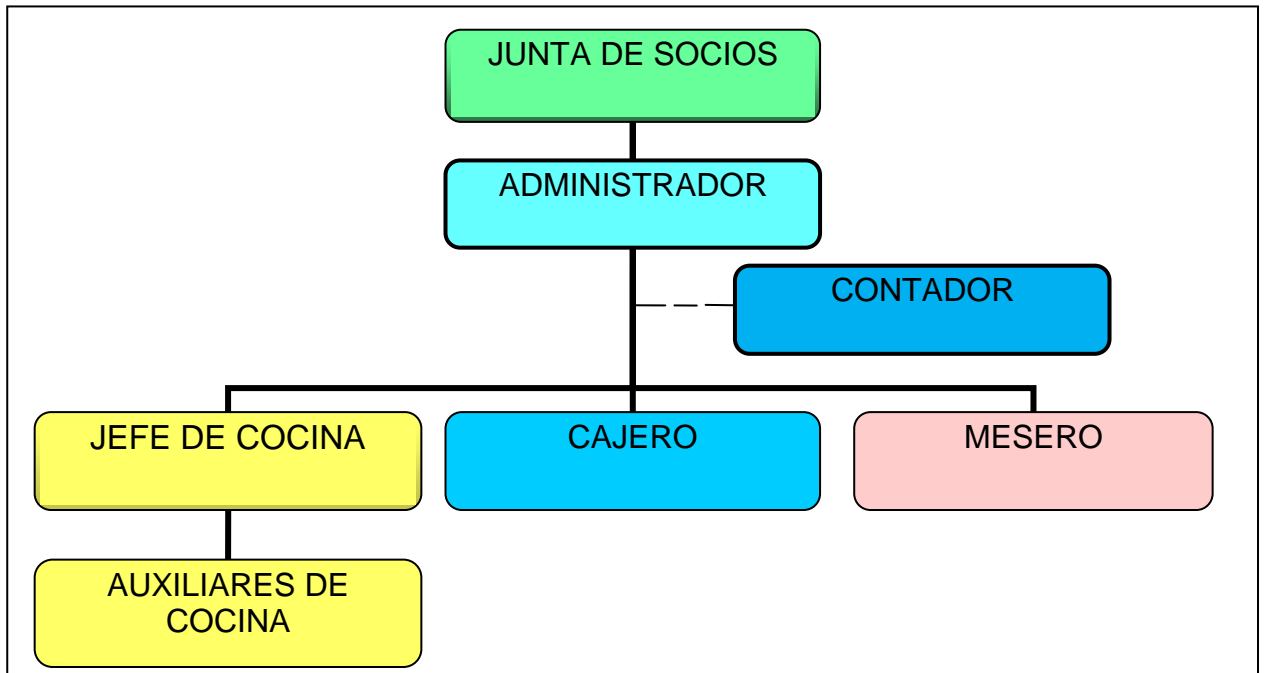 JUNTA DE SOCIOS
ADMINISTRADOR
CONTADOR
JEFE DE COCINA
CAJERO
MESERO
AUXILIARES DE
COCINA